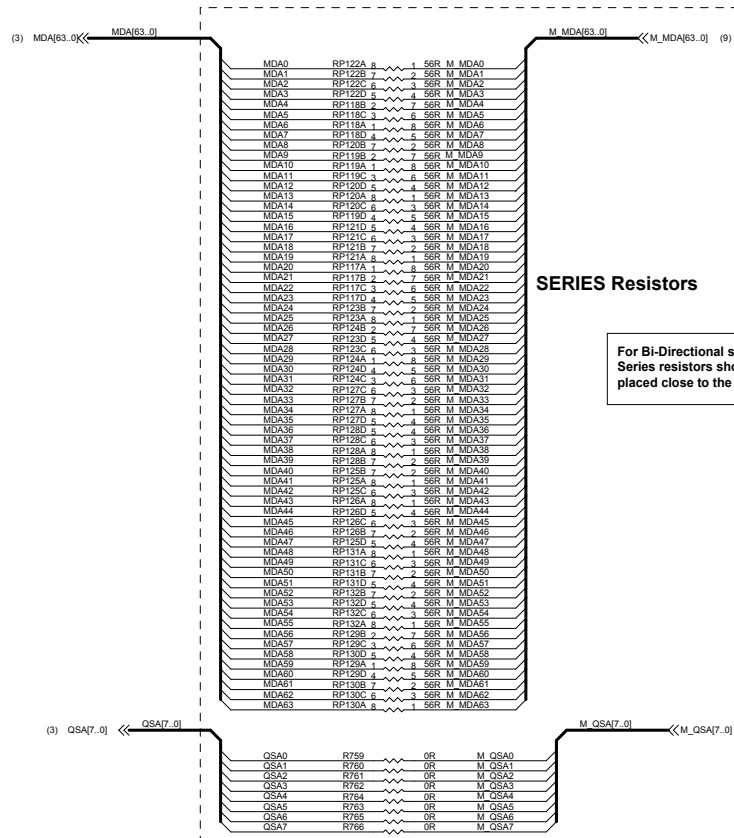 (3) MDA[63..0] MDA[63..0] M_MDA[63..0] M_MDA[63..0] (9)
MDA0 RP122A 8 1 56R M_MDA0
MDA1 RP122B 7 2 56R M_MDA1
MDA2 RP122C 6 3 56R M_MDA2
MDA3 RP122D 5 4 56R M_MDA3
MDA4 RP118B 2 7 56R M_MDA4
MDA5 RP118C 3 6 56R M_MDA5
MDA6 RP118A 1 8 56R M_MDA6
MDA7 RP118D 4 5 56R M_MDA7
MDA8 RP120B 7 2 56R M_MDA8
MDA9 RP119B 2 7 56R M_MDA9
MDA10 RP119A 1 8 56R M_MDA10
MDA11 RP119C 3 6 56R M_MDA11
MDA12 RP120D 5 4 56R M_MDA12
MDA13 RP120A 8 1 56R M_MDA13
MDA14 RP120C 6 3 56R M_MDA14
MDA15 RP119D 4 5 56R M_MDA15
MDA16 RP121D 5 4 56R M_MDA16
MDA17 RP121C 6 3 56R M_MDA17
MDA18 RP121B 7 2 56R M_MDA18
MDA19 RP121A 8 1 56R M_MDA19
MDA20 RP117A 1 8 56R M_MDA20
MDA21 RP117B 2 7 56R M_MDA21
MDA22 RP117C 3 6 56R M_MDA22
MDA23 RP117D 4 5 56R M_MDA23
MDA24 RP123B 7 2 56R M_MDA24
MDA25 RP123A 8 1 56R M_MDA25
MDA26 RP124B 2 7 56R M_MDA26
MDA27 RP123D 5 4 56R M_MDA27
MDA28 RP123C 6 3 56R M_MDA28
MDA29 RP124A 1 8 56R M_MDA29
MDA30 RP124D 4 5 56R M_MDA30
MDA31 RP124C 3 6 56R M_MDA31
MDA32 RP127C 6 3 56R M_MDA32
MDA33 RP127B 7 2 56R M_MDA33
MDA34 RP127A 8 1 56R M_MDA34
MDA35 RP127D 5 4 56R M_MDA35
MDA36 RP128D 5 4 56R M_MDA36
MDA37 RP128C 6 3 56R M_MDA37
MDA38 RP128A 8 1 56R M_MDA38
MDA39 RP128B 7 2 56R M_MDA39
MDA40 RP125B 7 2 56R M_MDA40
MDA41 RP125A 8 1 56R M_MDA41
MDA42 RP125C 6 3 56R M_MDA42
MDA43 RP126A 8 1 56R M_MDA43
MDA44 RP126D 5 4 56R M_MDA44
MDA45 RP126C 6 3 56R M_MDA45
MDA46 RP126B 7 2 56R M_MDA46
MDA47 RP125D 5 4 56R M_MDA47
MDA48 RP131A 8 1 56R M_MDA48
MDA49 RP131C 6 3 56R M_MDA49
MDA50 RP131B 7 2 56R M_MDA50
MDA51 RP131D 5 4 56R M_MDA51
MDA52 RP132B 7 2 56R M_MDA52
MDA53 RP132D 5 4 56R M_MDA53
MDA54 RP132C 6 3 56R M_MDA54
MDA55 RP132A 8 1 56R M_MDA55
MDA56 RP129B 2 7 56R M_MDA56
MDA57 RP129C 3 6 56R M_MDA57
MDA58 RP130D 5 4 56R M_MDA58
MDA59 RP129A 1 8 56R M_MDA59
MDA60 RP129D 4 5 56R M_MDA60
MDA61 RP130B 7 2 56R M_MDA61
MDA62 RP130C 6 3 56R M_MDA62
MDA63 RP130A 8 1 56R M_MDA63
SERIES Resistors
For Bi-Directional s
Series resistors sho
placed close to the
(3) QSA[7..0] QSA[7..0] M_QSA[7..0] M_QSA[7..0]
QSA0 R759 0R M_QSA0
QSA1 R760 0R M_QSA1
QSA2 R761 0R M_QSA2
QSA3 R762 0R M_QSA3
QSA4 R764 0R M_QSA4
QSA5 R763 0R M_QSA5
QSA6 R765 0R M_QSA6
QSA7 R766 0R M_QSA7